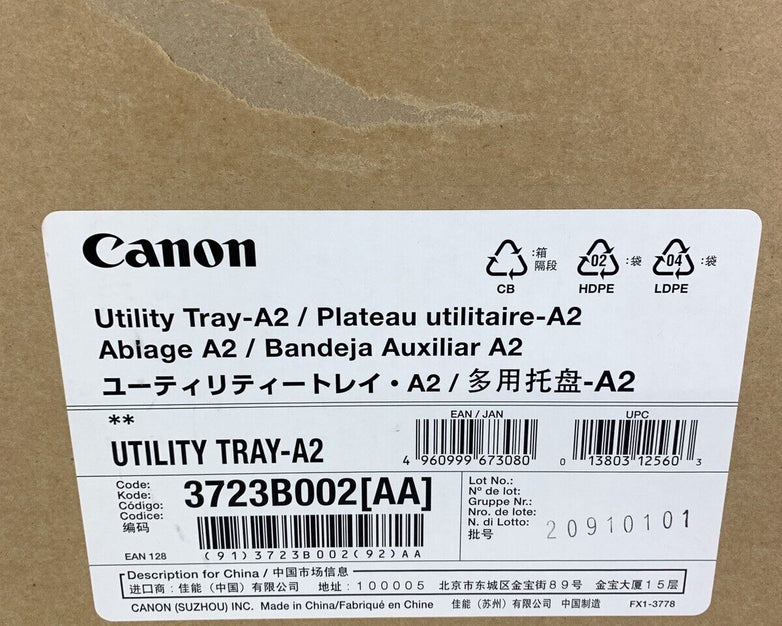 Canon
:箱
隔段
CB
02
:袋
HDPE
04
:袋
LDPE
Utility Tray-A2 / Plateau utilitaire-A2
Ablage A2 / Bandeja Auxiliar A2
ユーティリティートレイ・A2 / 多用托盘-A2
**
UTILITY TRAY-A2
EAN / JAN
4 960999 673080
UPC
0 13803 12560 3
Code:
Kode:
Código:
Codice:
编码
3723B002[AA]
EAN 128
(91)3723B002(92)AA
Lot No.:
Nº de lot:
Gruppe Nr.:
Nro. de lote:
N. di Lotto:
批号
20910101
Description for China / 中国市场信息
进口商:佳能(中国)有限公司 地址:100005 北京市东城区金宝街89号 金宝大厦15层
CANON (SUZHOU) INC. Made in China/Fabriqué en Chine 佳能(苏州)有限公司 中国制造 FX1-3778